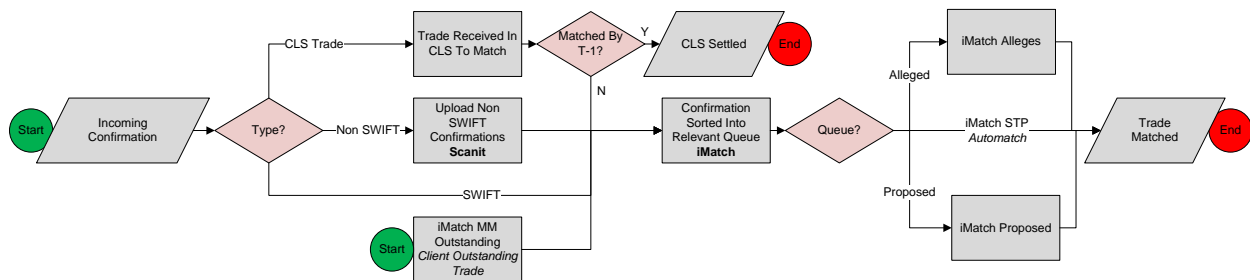 Start
Incoming
Confirmation
Type?
CLS Trade
Non SWIFT
SWIFT
Trade Received In
CLS To Match
Matched By
T-1?
Y
N
CLS Settled
End
Upload Non
SWIFT
Confirmations
Scanit
Start
iMatch MM
Outstanding
Client Outstanding
Trade
Confirmation
Sorted Into
Relevant Queue
iMatch
Queue?
Alleged
iMatch Alleges
iMatch STP
Automatch
Proposed
iMatch Proposed
Trade
Matched
End